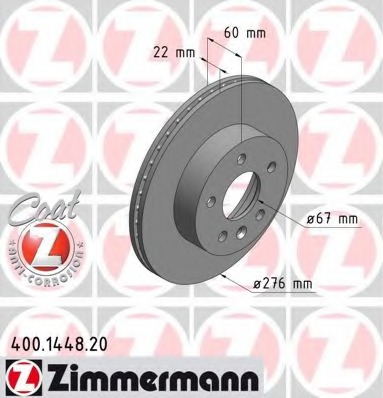 60 mm
22 mm
ø67 mm
Coat
Z
ANTI-CORROSION
ø276 mm
400.1448.20
Z Zimmermann